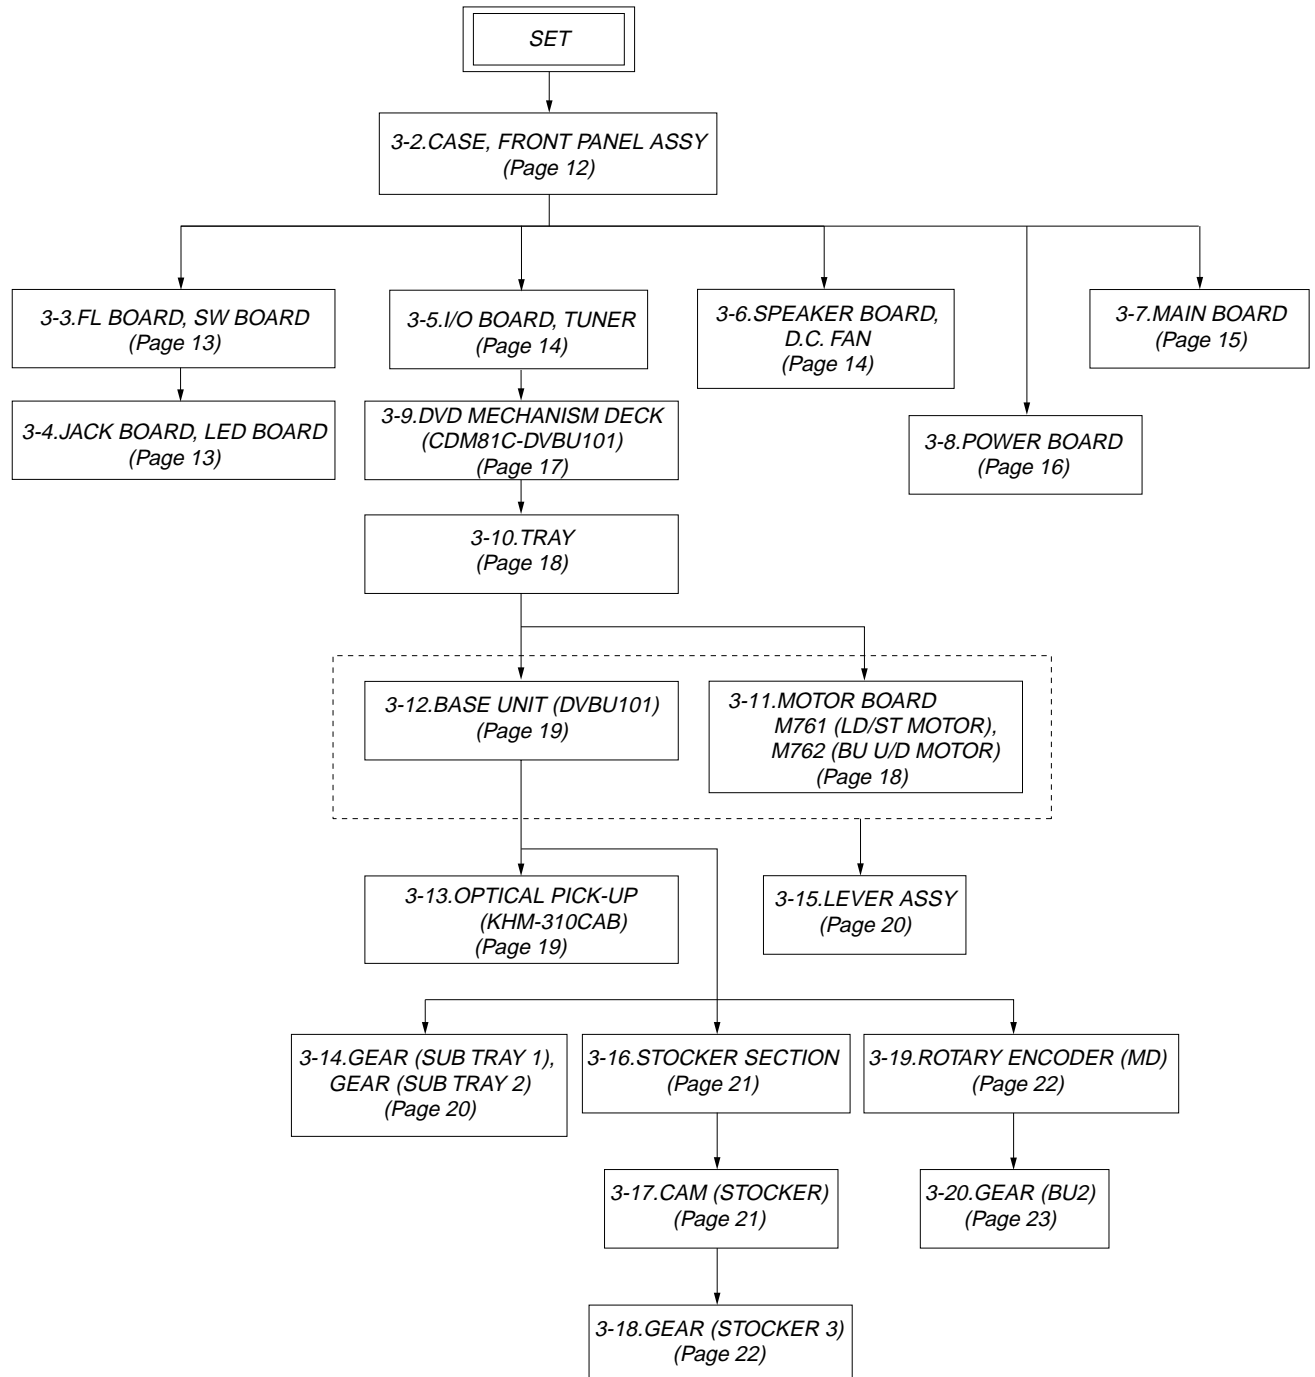 SET
3-2.CASE, FRONT PANEL ASSY
(Page 12)
3-3.FL BOARD, SW BOARD
(Page 13)
3-5.I/O BOARD, TUNER
(Page 14)
3-6.SPEAKER BOARD,
D.C. FAN
(Page 14)
3-7.MAIN BOARD
(Page 15)
3-4.JACK BOARD, LED BOARD
(Page 13)
3-9.DVD MECHANISM DECK
(CDM81C-DVBU101)
(Page 17)
3-8.POWER BOARD
(Page 16)
3-10.TRAY
(Page 18)
3-12.BASE UNIT (DVBU101)
(Page 19)
3-11.MOTOR BOARD
M761 (LD/ST MOTOR),
M762 (BU U/D MOTOR)
(Page 18)
3-13.OPTICAL PICK-UP
(KHM-310CAB)
(Page 19)
3-15.LEVER ASSY
(Page 20)
3-14.GEAR (SUB TRAY 1),
GEAR (SUB TRAY 2)
(Page 20)
3-16.STOCKER SECTION
(Page 21)
3-19.ROTARY ENCODER (MD)
(Page 22)
3-17.CAM (STOCKER)
(Page 21)
3-20.GEAR (BU2)
(Page 23)
3-18.GEAR (STOCKER 3)
(Page 22)